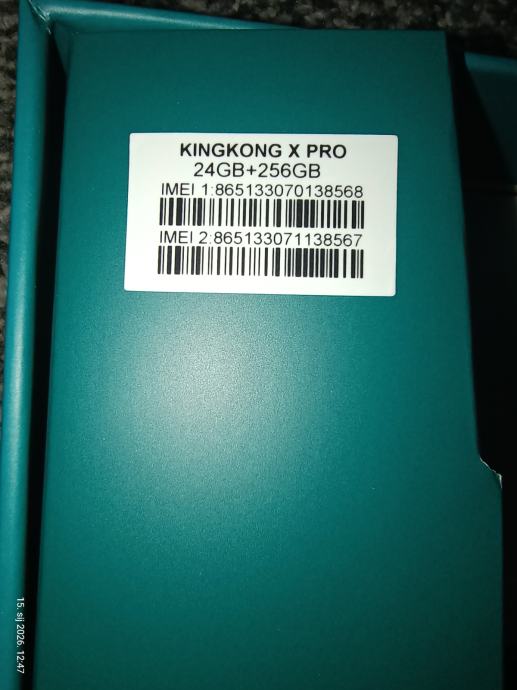 KINGKONG X PRO
24GB+256GB
IMEI 1:865133070138568
IMEI 2:865133071138567
15. sij 2026. 12:47